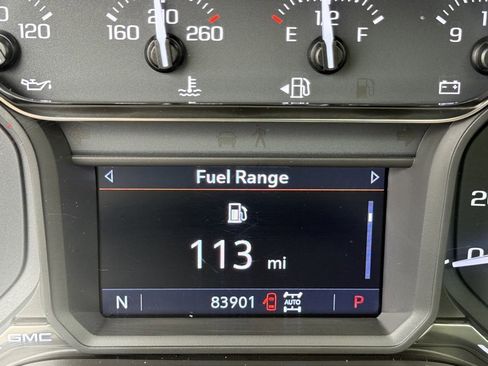 120 160 210 260 E 1/2 F 9
Fuel Range
113 mi
N 83901 AUTO P
GMC